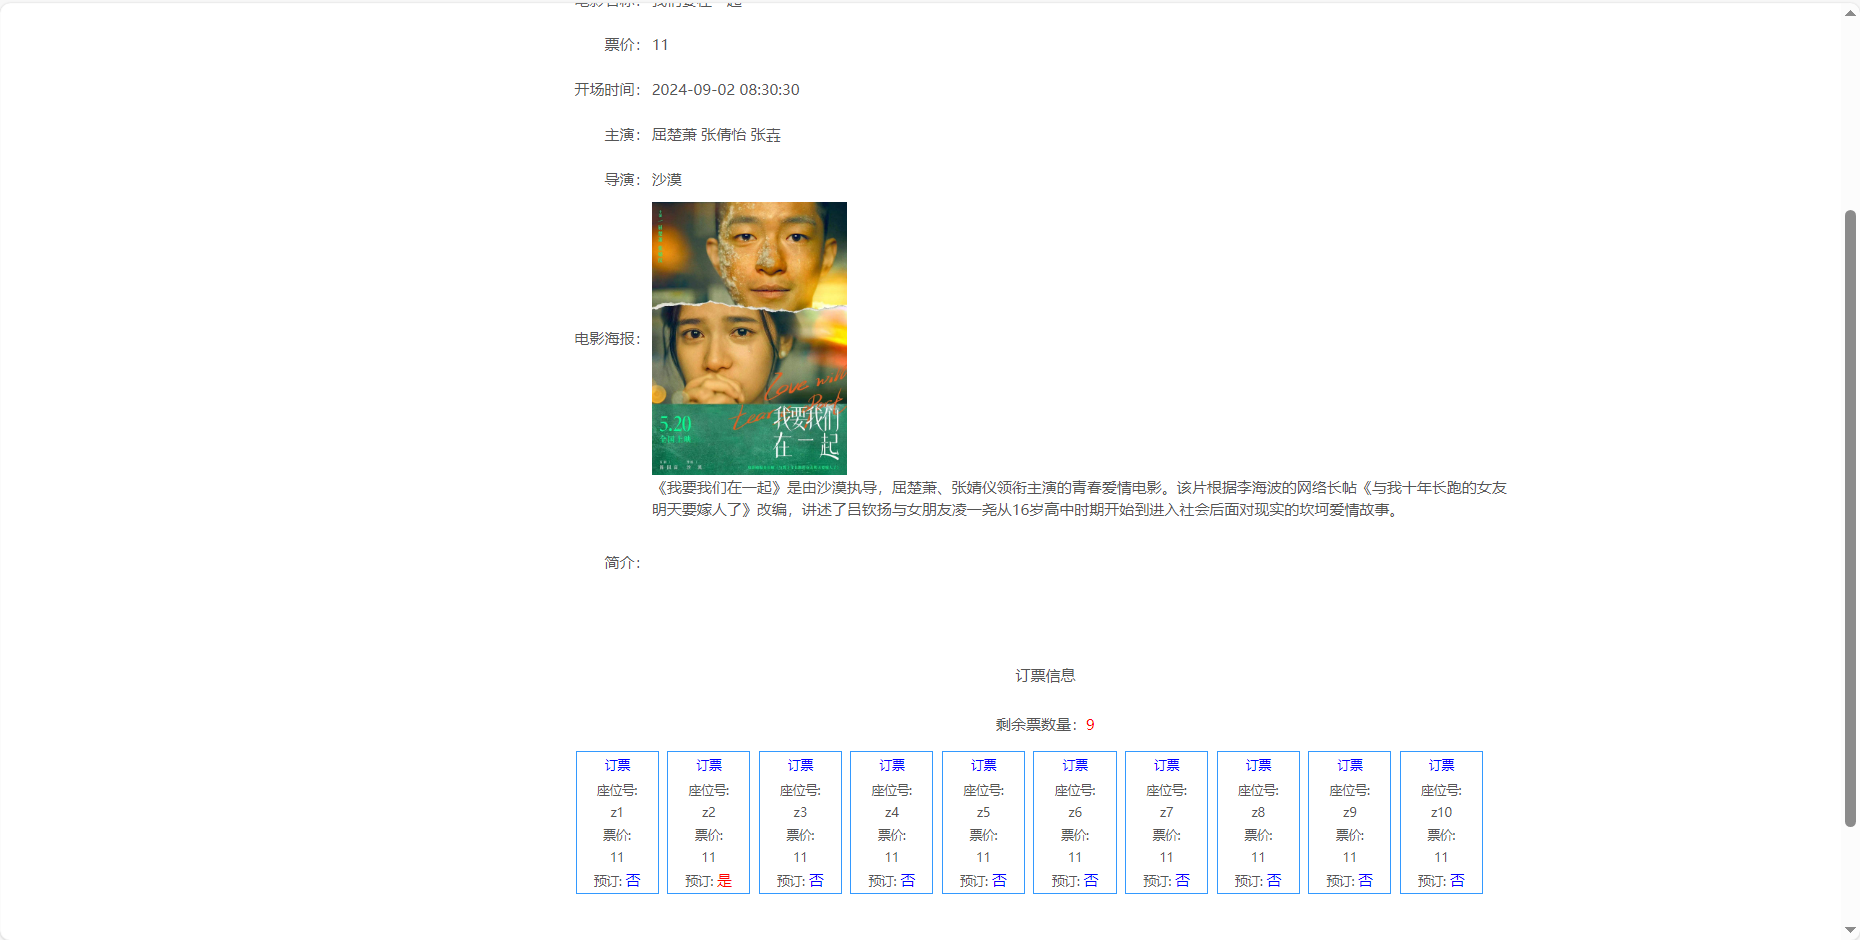 票价： 11
开场时间： 2024-09-02 08:30:30
主演： 屈楚萧 张倩怡 张垚
导演： 沙漠
电影海报：
Love will
tear us apart
5.20
全国上映
我要我们
在一起
《我要我们在一起》是由沙漠执导，屈楚萧、张婧仪领衔主演的青春爱情电影。该片根据李海波的网络长帖《与我十年长跑的女友
明天要嫁人了》改编，讲述了吕钦扬与女朋友凌一尧从16岁高中时期开始到进入社会后面对现实的坎坷爱情故事。
简介：
订票信息
剩余票数量：9
订票 订票 订票 订票 订票 订票 订票 订票 订票 订票
座位号: 座位号: 座位号: 座位号: 座位号: 座位号: 座位号: 座位号: 座位号: 座位号:
z1 z2 z3 z4 z5 z6 z7 z8 z9 z10
票价: 票价: 票价: 票价: 票价: 票价: 票价: 票价: 票价: 票价:
11 11 11 11 11 11 11 11 11 11
预订: 否 预订: 是 预订: 否 预订: 否 预订: 否 预订: 否 预订: 否 预订: 否 预订: 否 预订: 否